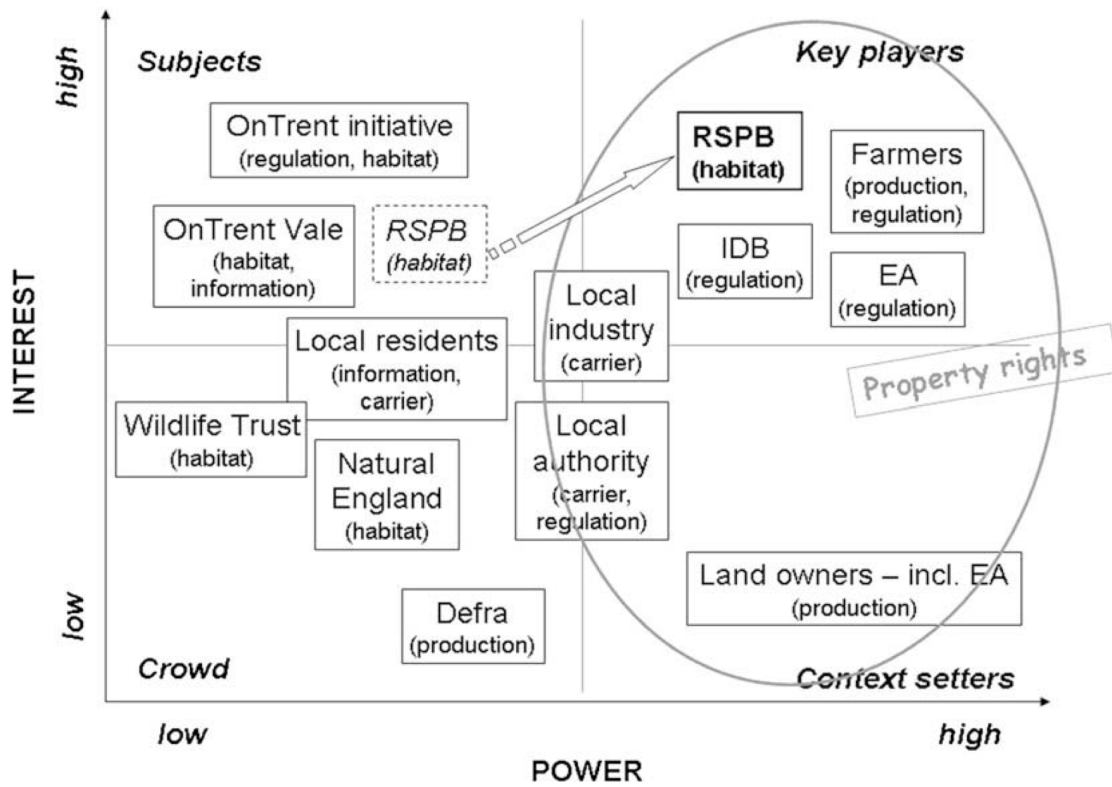 high
Subjects
Key players
OnTrent initiative
(regulation, habitat)
RSPB
(habitat)
Farmers
(production,
regulation)
OnTrent Vale
(habitat,
information)
RSPB
(habitat)
IDB
(regulation)
EA
(regulation)
INTEREST
Local
industry
(carrier)
Local residents
(information,
carrier)
Property rights
Wildlife Trust
(habitat)
Natural
England
(habitat)
Local
authority
(carrier,
regulation)
Land owners – incl. EA
(production)
Defra
(production)
low
Crowd
Context setters
low
high
POWER